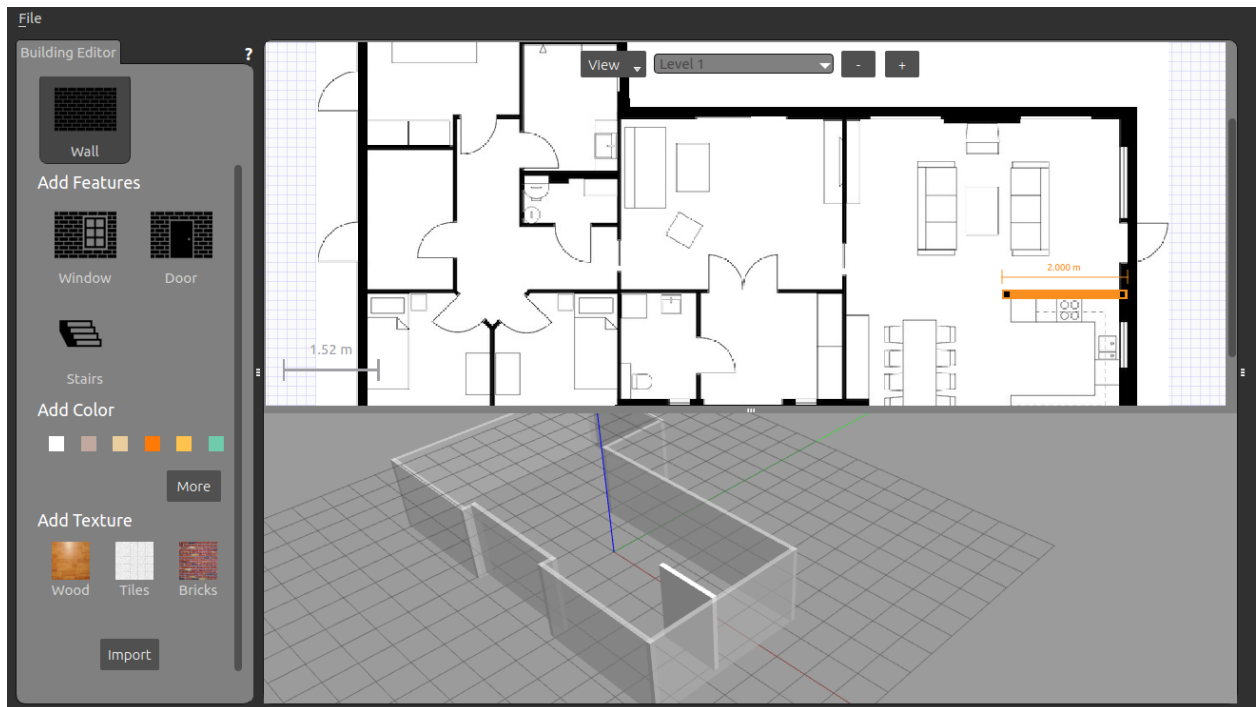 File
Building Editor
?
View
Level 1
-
+
Wall
Add Features
Window
Door
Stairs
2.000 m
1.52 m
Add Color
More
Add Texture
Wood
Tiles
Bricks
Import